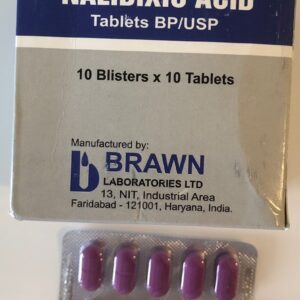 NALIDIXIC ACID
Tablets BP/USP
10 Blisters x 10 Tablets
Manufactured by:
BRAWN
LABORATORIES LTD
13, NIT, Industrial Area
Faridabad - 121001, Haryana, India.